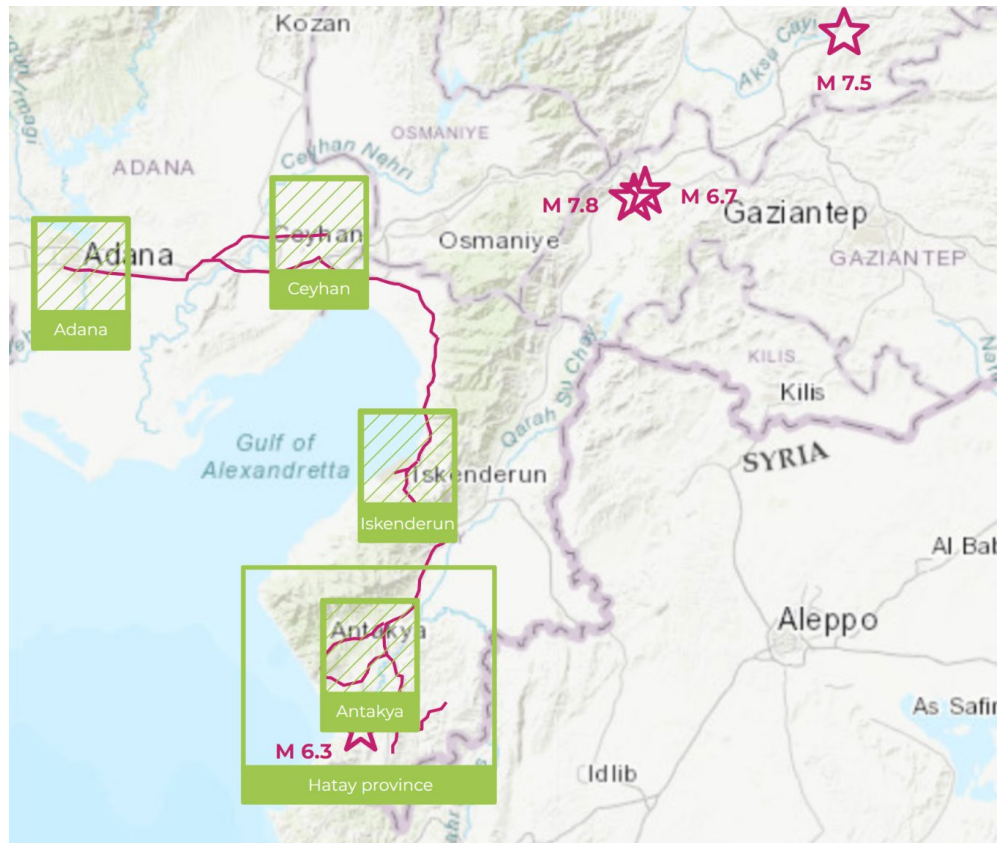 Kozan
Aksu Cayi
M 7.5
OSMANIYE
Ceyhan Nehri
ADANA
M 7.8
M 6.7
Gaziantep
Ceyhan
Osmaniye
Adana
GAZIANTEP
Ceyhan
Adana
Qarah Su Chay
KILIS
Kilis
Gulf of
Alexandretta
SYRIA
Iskenderun
Iskenderun
Al Bab
Aleppo
Antakya
Antakya
As Safir
M 6.3
Idlib
Hatay province